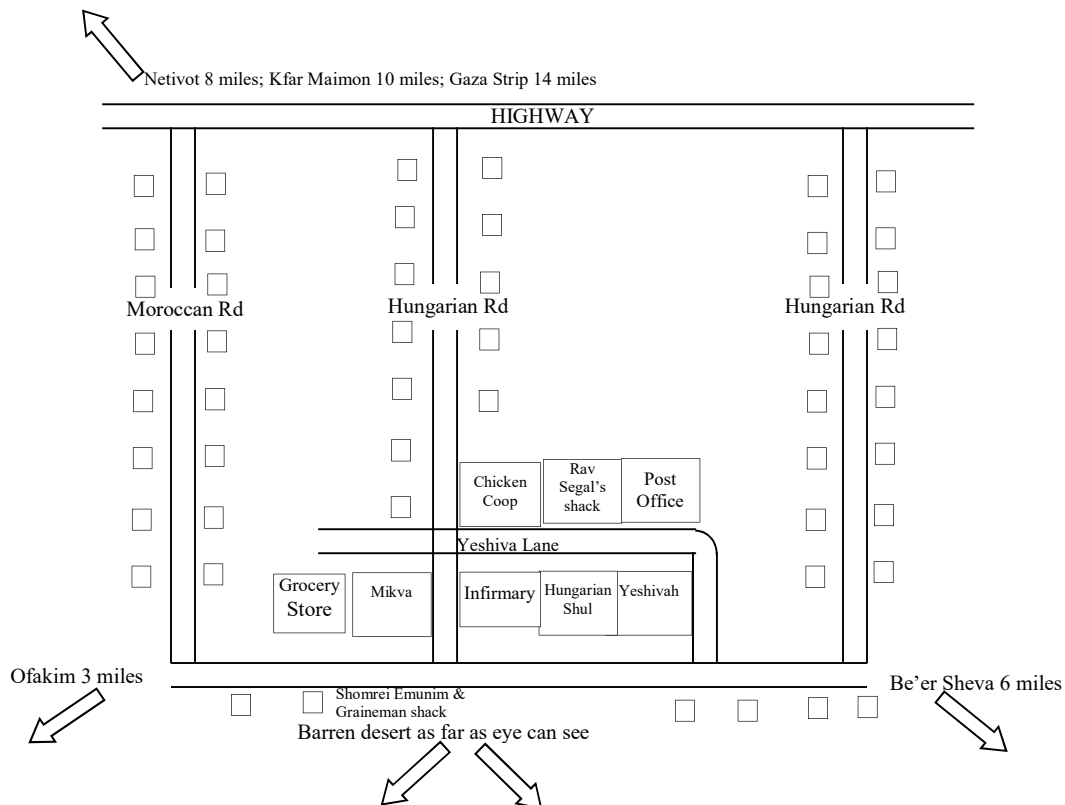 Netivot 8 miles; Kfar Maimon 10 miles; Gaza Strip 14 miles
HIGHWAY
Moroccan Rd
Hungarian Rd
Hungarian Rd
Chicken
Coop
Rav
Segal's
shack
Post
Office
Yeshiva Lane
Grocery
Store
Mikva
Infirmary
Hungarian
Shul
Yeshivah
Ofakim 3 miles
Shomrei Emunim &
Graineman shack
Be'er Sheva 6 miles
Barren desert as far as eye can see